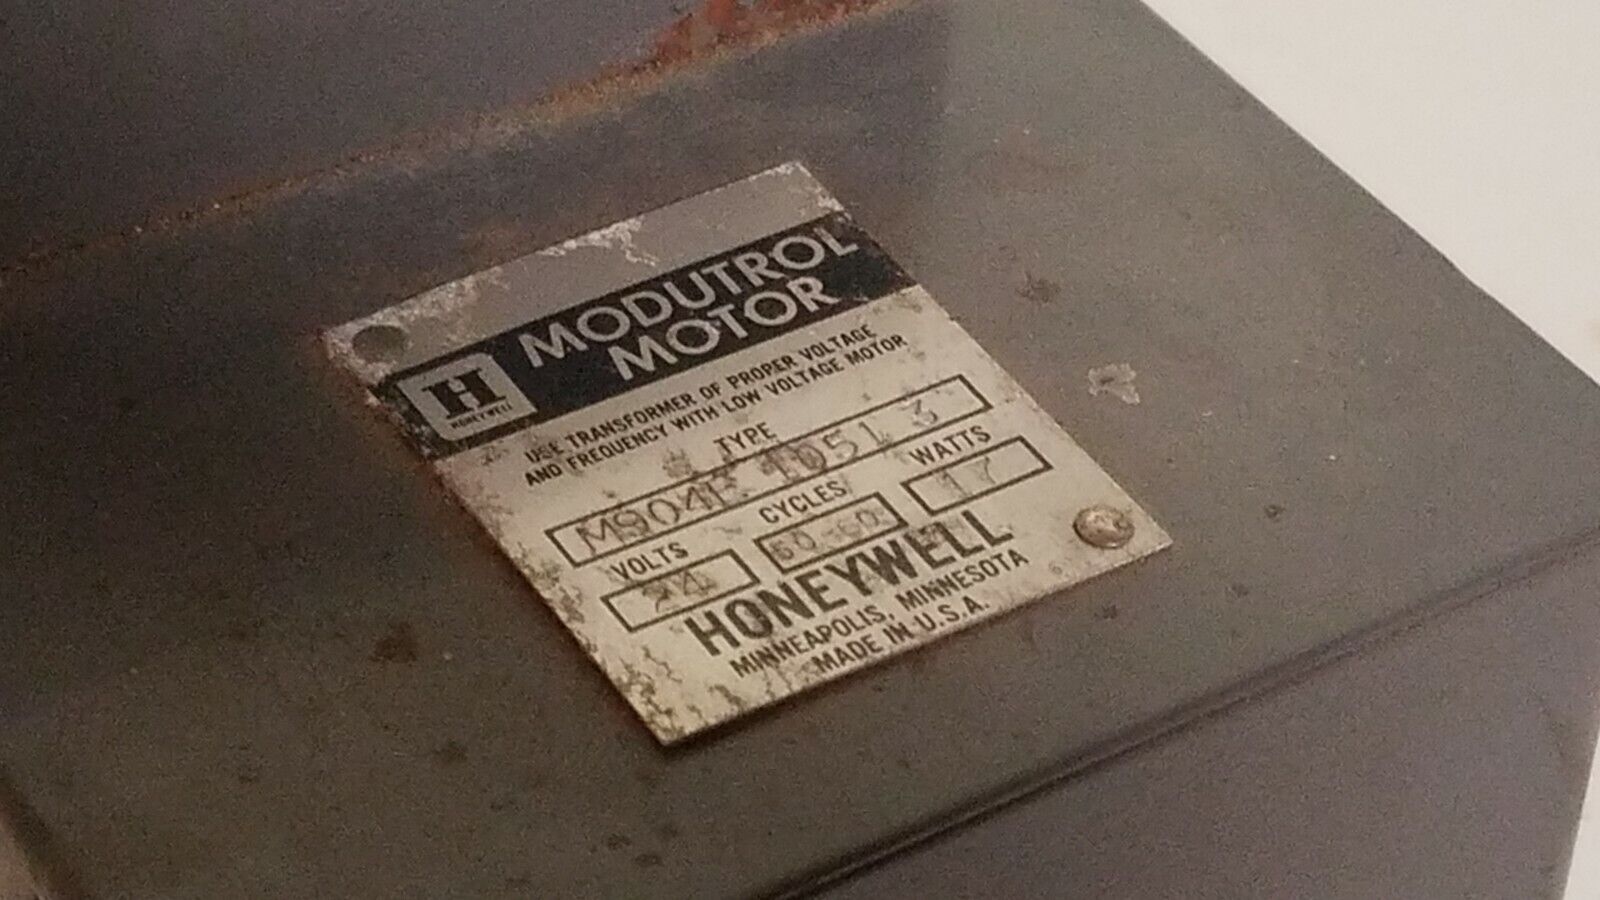 MODUTROL
MOTOR
H
HONEYWELL
USE TRANSFORMER OF PROPER VOLTAGE
AND FREQUENCY WITH LOW VOLTAGE MOTOR
TYPE
M904E 1051 3
VOLTS CYCLES WATTS
24 50-60 17
HONEYWELL
MINNEAPOLIS, MINNESOTA
MADE IN U.S.A.